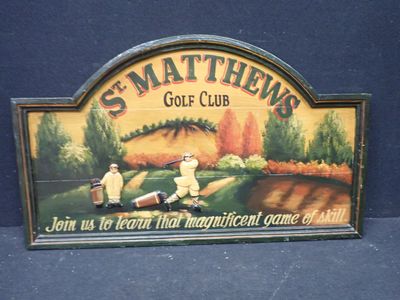 St. Matthews
Golf Club
Join us to learn that magnificent game of skill